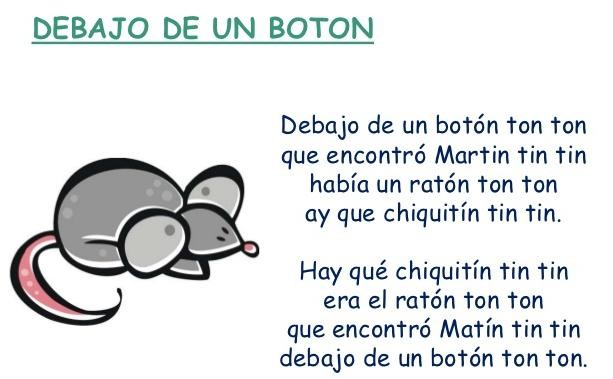 DEBAJO DE UN BOTON
Debajo de un botón ton ton
que encontró Martin tin tin
había un ratón ton ton
ay que chiquitín tin tin.
Hay qué chiquitín tin tin
era el ratón ton ton
que encontró Matín tin tin
debajo de un botón ton ton.